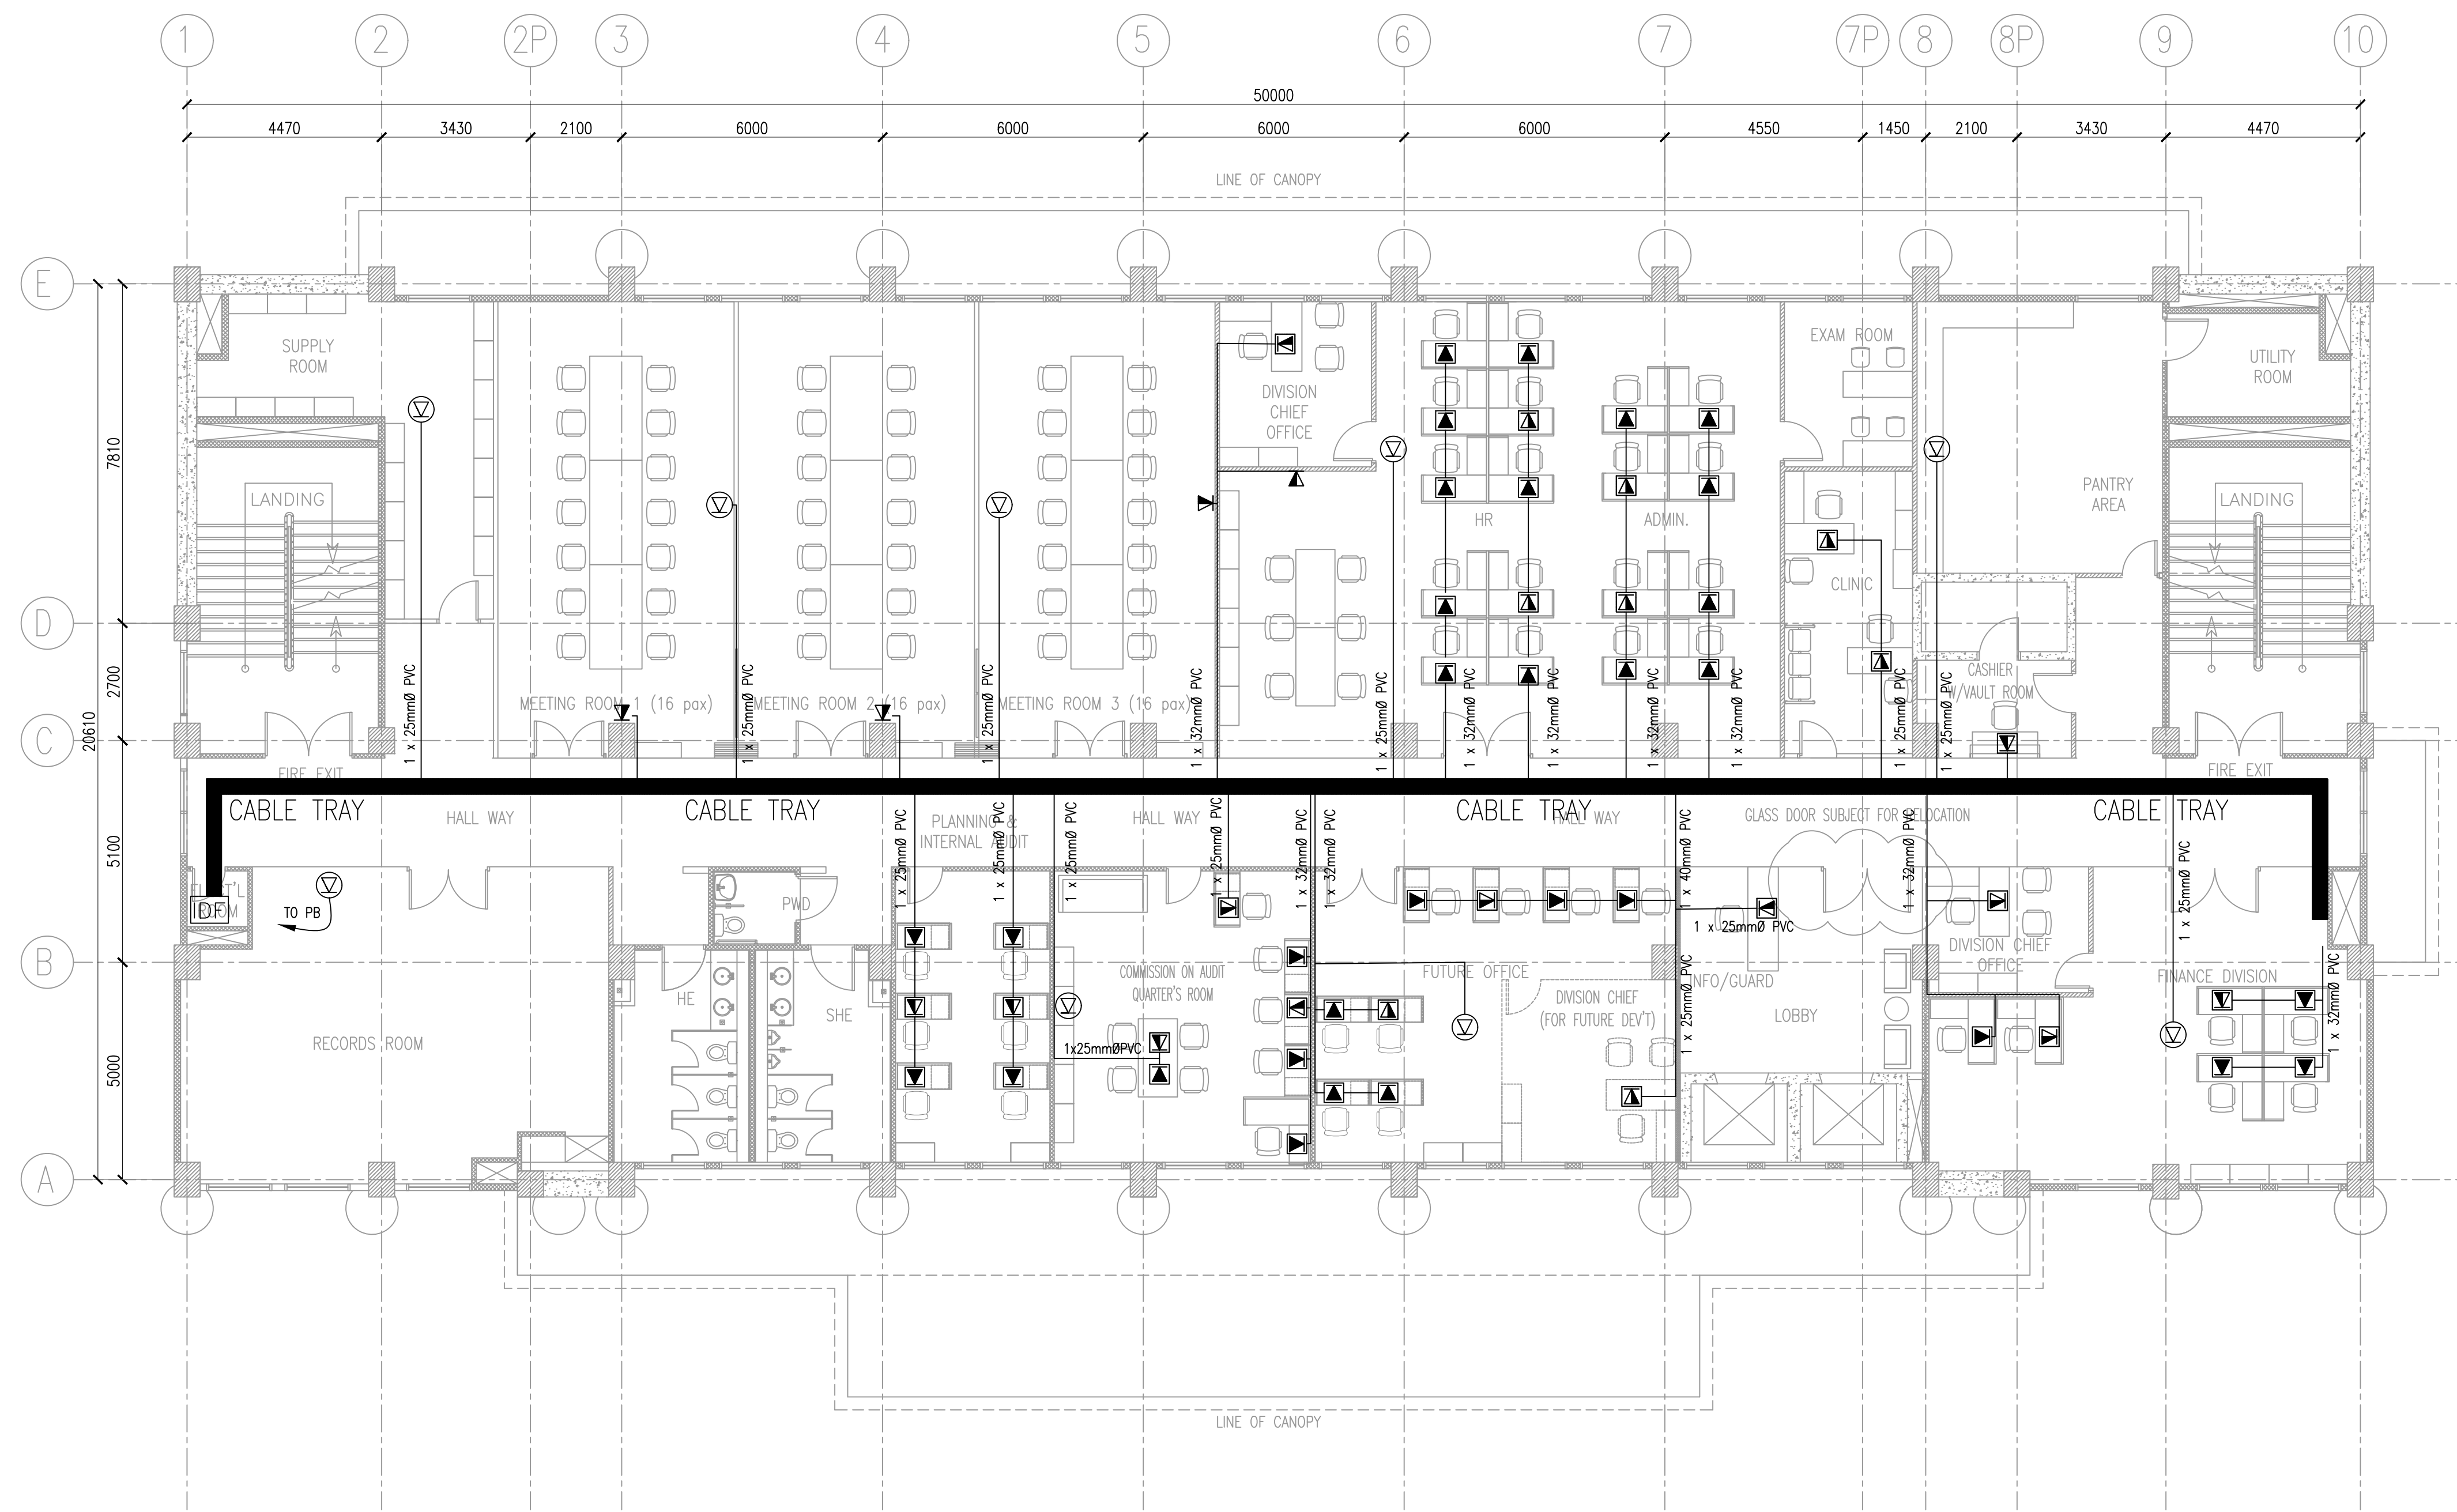 1 2 2P 3 4 5 6 7 7P 8 8P 9 10
50000
4470 3430 2100 6000 6000 6000 6000 4550 1450 2100 3430 4470
LINE OF CANOPY
E
D
C
B
A
7810
2700
5100
5000
20610
SUPPLY
ROOM
LANDING
DIVISION
CHIEF
OFFICE
EXAM ROOM
UTILITY
ROOM
PANTRY
AREA
LANDING
HR
ADMIN.
CLINIC
CASHIER
W/VAULT ROOM
MEETING ROOM 1 (16 pax)
MEETING ROOM 2 (16 pax)
MEETING ROOM 3 (16 pax)
1 x 25mmØ PVC
1 x 25mmØ PVC
1 x 25mmØ PVC
1 x 32mmØ PVC
1 x 25mmØ PVC
1 x 32mmØ PVC
1 x 32mmØ PVC
1 x 32mmØ PVC
1 x 32mmØ PVC
1 x 25mmØ PVC
1 x 25mmØ PVC
FIRE EXIT
FIRE EXIT
CABLE TRAY
CABLE TRAY
CABLE TRAY
CABLE TRAY
HALL WAY
HALL WAY
HALL WAY
PLANNING &
INTERNAL AUDIT
GLASS DOOR SUBJECT FOR RELOCATION
1 x 25mmØ PVC
1 x 25mmØ PVC
1 x 25mmØ PVC
1 x 25mmØ PVC
1 x 32mmØ PVC
1 x 32mmØ PVC
1 x 40mmØ PVC
1 x 32mmØ PVC
1 x 25mmØ PVC
ELECT'L
ROOM
IDF
TO PB
PWD
HE
SHE
RECORDS ROOM
COMMISSION ON AUDIT
QUARTER'S ROOM
1x25mmØPVC
FUTURE OFFICE
DIVISION CHIEF
(FOR FUTURE DEV'T)
1 x 25mmØ PVC
1 x 25mmØ PVC
INFO/GUARD
LOBBY
DIVISION CHIEF
OFFICE
FINANCE DIVISION
1 x 32mmØ PVC
LINE OF CANOPY